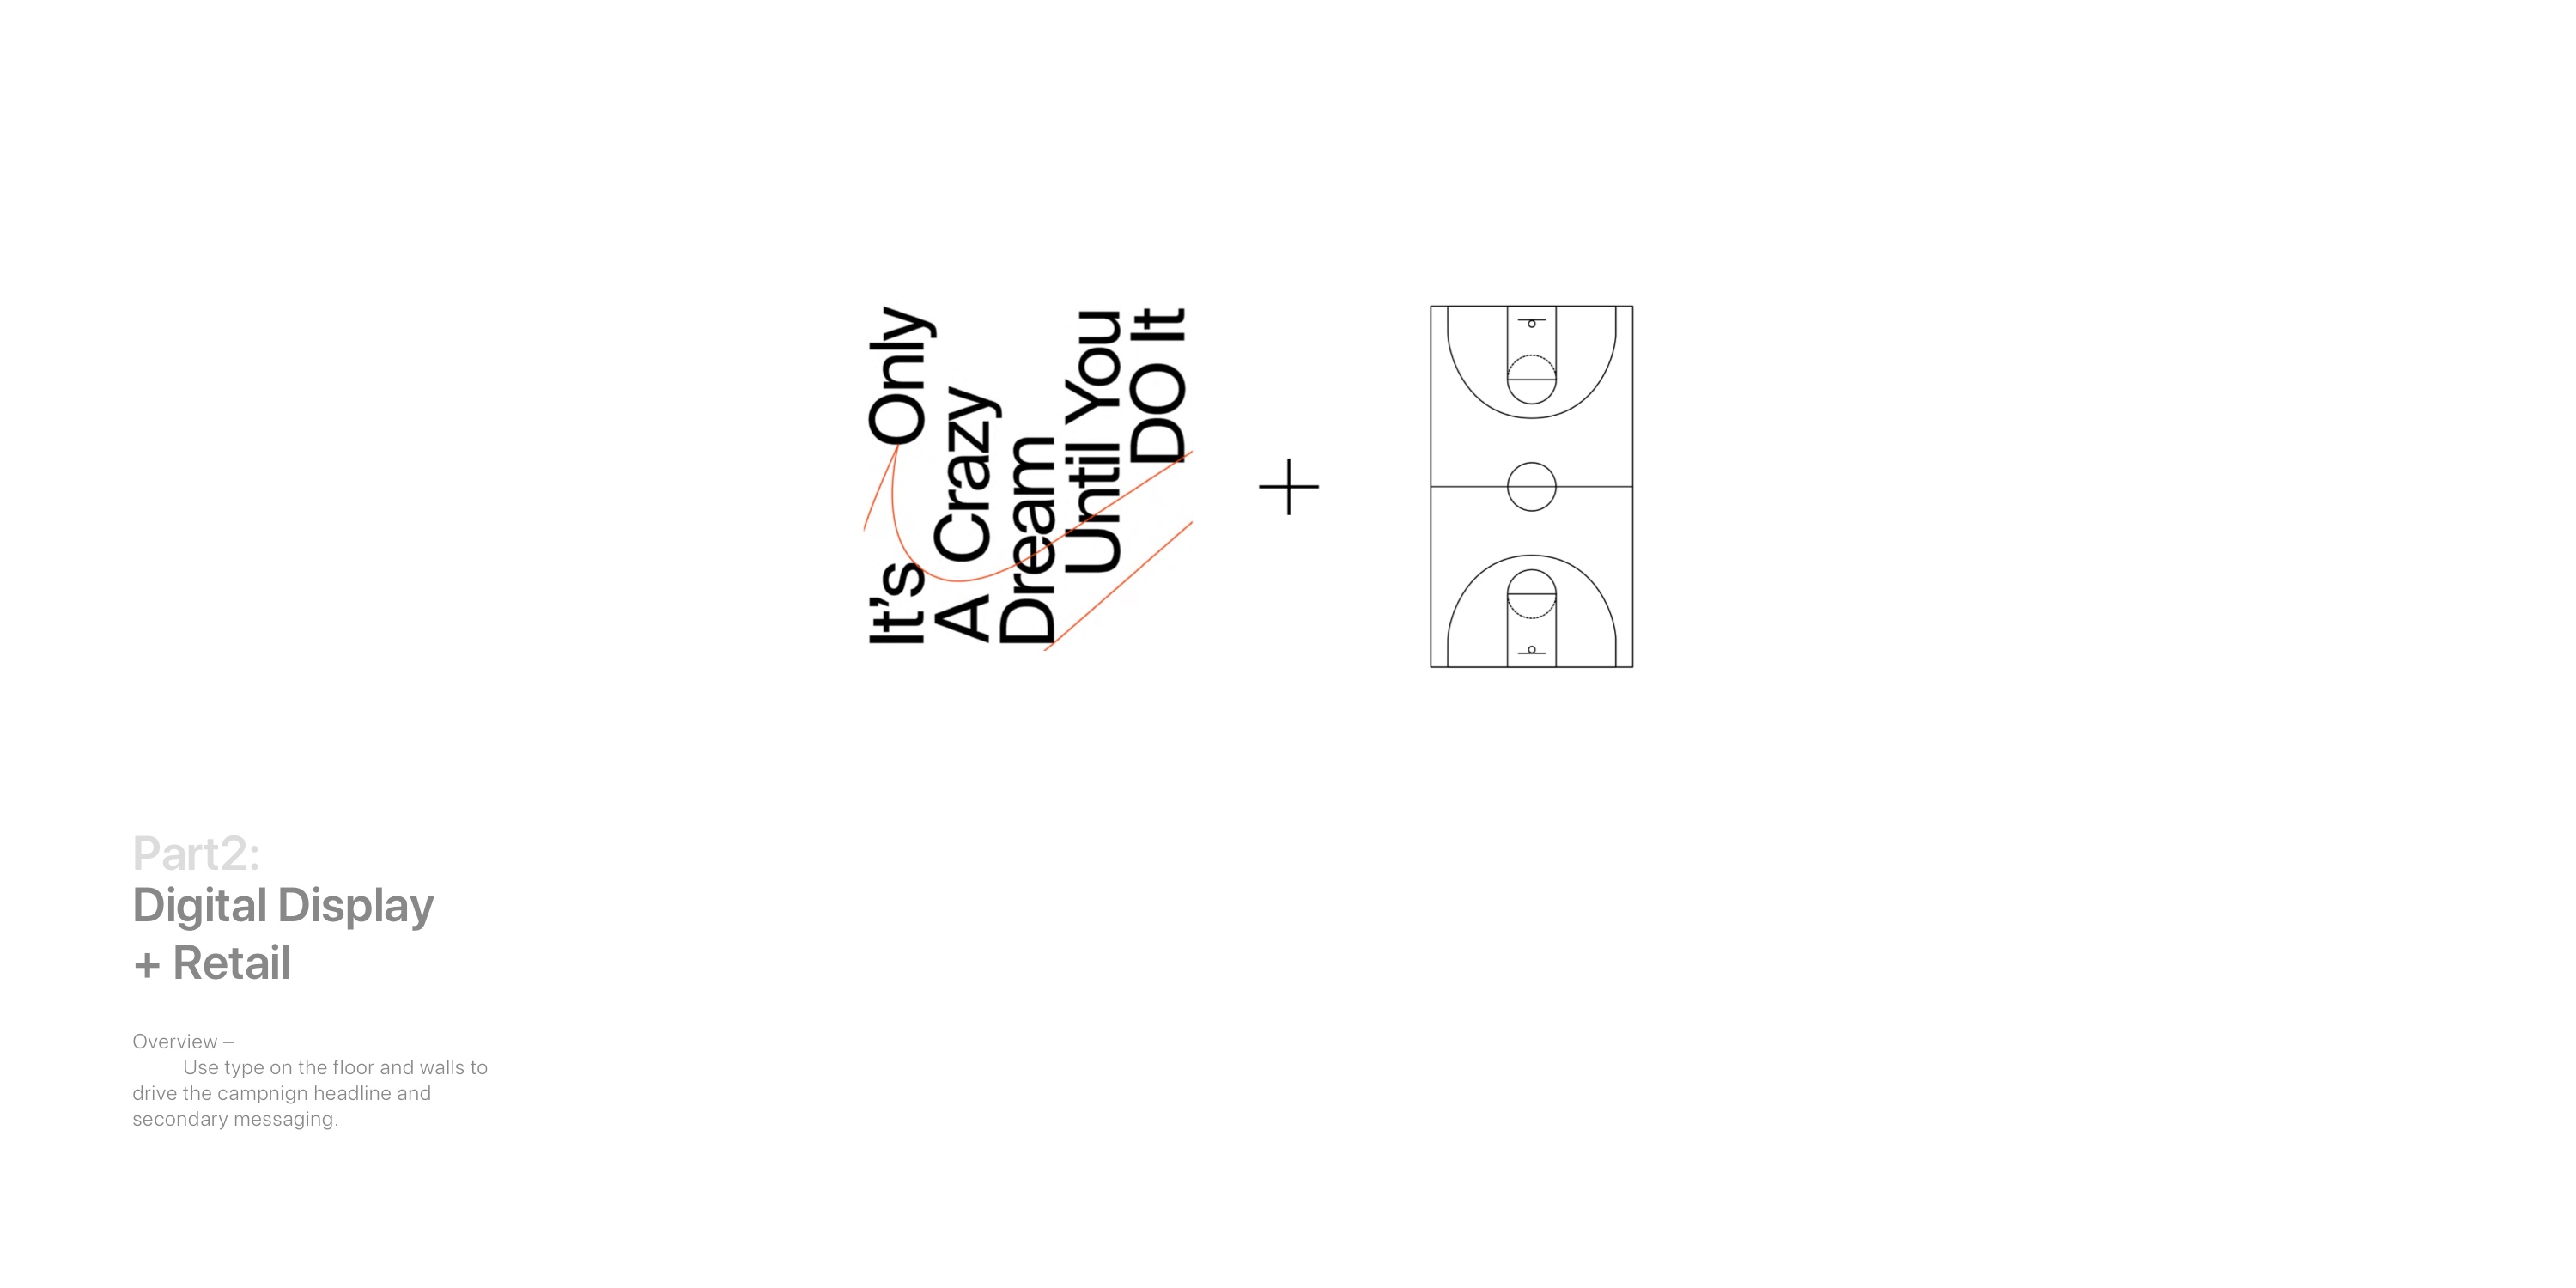 It’s Only
A Crazy
Dream
Until You
DO It
Part2:
Digital Display
+ Retail
Overview –
Use type on the floor and walls to
drive the campnign headline and
secondary messaging.